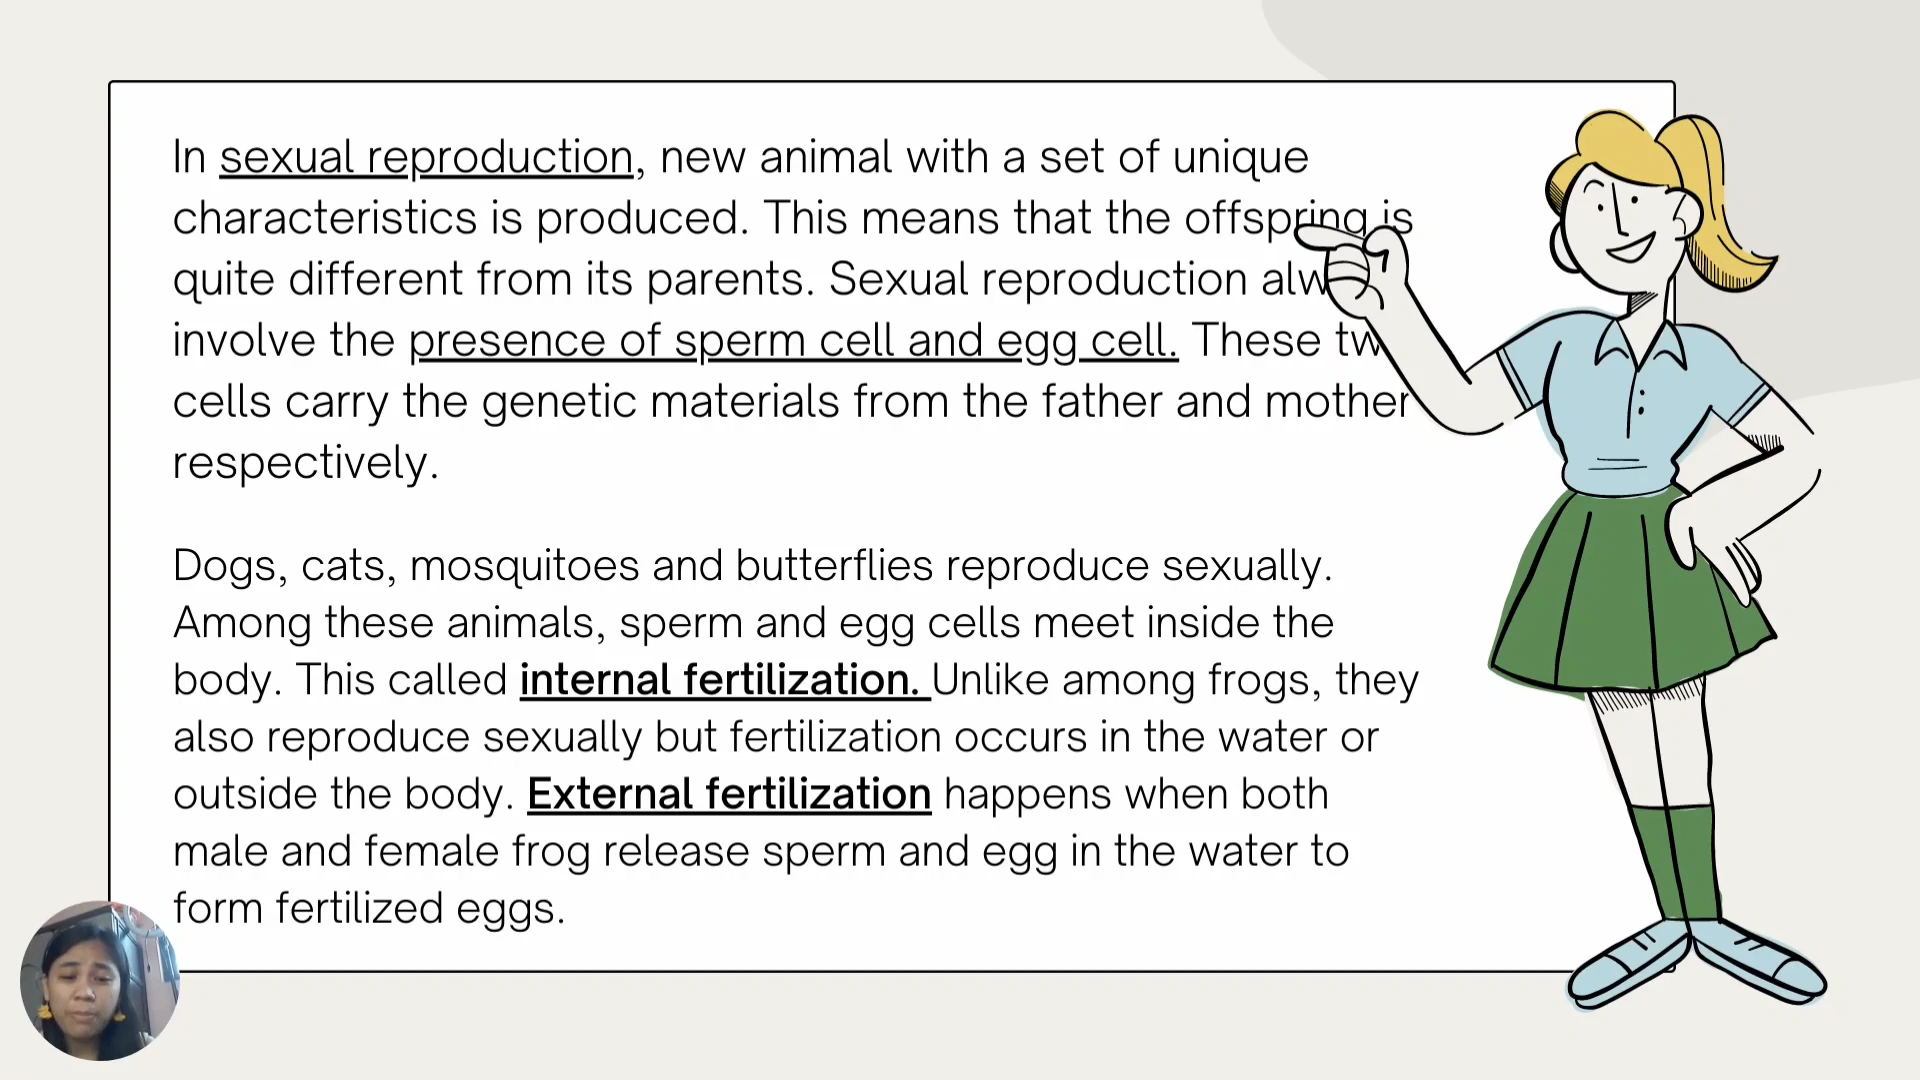 In sexual reproduction, new animal with a set of unique
characteristics is produced. This means that the offspring is
quite different from its parents. Sexual reproduction
involve the presence of sperm cell and egg cell. These
cells carry the genetic materials from the father and mother
respectively.
Dogs, cats, mosquitoes and butterflies reproduce sexually.
Among these animals, sperm and egg cells meet inside the
body. This called internal fertilization. Unlike among frogs, they
also reproduce sexually but fertilization occurs in the water or
outside the body. External fertilization happens when both
male and female frog release sperm and egg in the water to
form fertilized eggs.